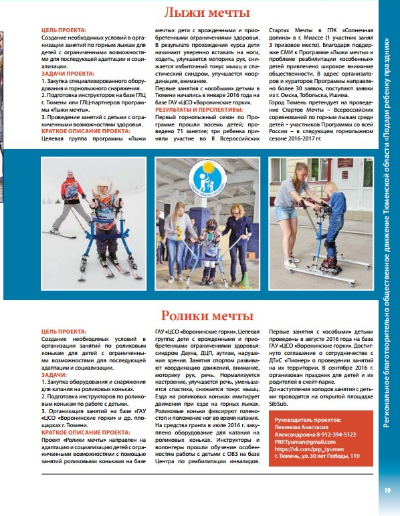 Лыжи мечты
ЦЕЛЬ ПРОЕКТА:
Создание необходимых условий в организации занятий по горным лыжам для детей с ограниченными возможностями для последующей адаптации и социализации.
ЗАДАЧИ ПРОЕКТА:
1. Закупка специализированного оборудования и горнолыжного снаряжения.
2. Подготовка инструкторов на базе ГЛЦ г. Тюмени или ГЛЦ-партнеров программы «Лыжи мечты».
3. Проведение занятий с детьми с ограниченными возможностями здоровья.
КРАТКОЕ ОПИСАНИЕ ПРОЕКТА:
Целевая группа программы «Лыжи
мечты»: дети с врожденными и приобретенными ограничениями здоровья. В результате прохождения курса дети начинают уверенно вставать на ноги, ходить, улучшается моторика рук, снижается избыточный тонус мышц и спастический синдром, улучшается координация, внимание.
Первые занятия с «особыми» детьми в Тюмени начались в январе 2016 года на базе ГАУ «ЦСО «Воронинские горки».
РЕЗУЛЬТАТЫ И ПЕРСПЕКТИВЫ:
Первый горнолыжный сезон по Программе прошли восемь детей; проведено 71 занятие; три ребенка приняли участие во II Всероссийских
Стартах Мечты в ГЛК «Солнечная долина» в г. Миассе (1 участник занял 3 призовое место). Благодаря поддержке СМИ к Программе «Лыжи мечты» и проблеме реабилитации «особенных» детей привлечено широкое внимание общественности. В адрес организаторов и кураторов Программы направлено более 30 заявок, поступают заявки из г. Омска, Тобольска, Ишима.
Город Тюмень претендует на проведение Стартов Мечты – Всероссийских соревнований по горным лыжам среди детей – участников Программы со всей России – в следующем горнолыжном сезоне 2016-2017 гг.
Ролики мечты
ЦЕЛЬ ПРОЕКТА:
Создание необходимых условий в организации занятий по роликовым конькам для детей с ограниченными возможностями для последующей адаптации и социализации.
ЗАДАЧИ:
1. Закупка оборудования и снаряжения для катания на роликовых коньках.
2. Подготовка инструкторов по роликовым конькам по работе с детьми.
3. Организация занятий на базе «ГАУ «ЦСО «Воронинские горки» и др. площадках г. Тюмени.
КРАТКОЕ ОПИСАНИЕ ПРОЕКТА:
Проект «Ролики мечты» направлен на адаптацию и социализацию детей с ограниченными возможностями с помощью занятий роликовыми коньками на базе
ГАУ «ЦСО «Воронинские горки». Целевая группа: дети с врожденными и приобретенными ограничениями здоровья: синдром Дауна, ДЦП, аутизм, нарушения зрения. Занятия спортом развивают координацию движений, внимание, моторику рук, речь. Нормализуется настроение, улучшается речь, уменьшается спастика, снижается тонус мышц. Езда на роликовых коньках имитирует движения при езде на горных лыжах. Роликовые коньки фиксируют голеностоп и положение ног во время катания. На средства гранта в июле 2016 г. закуплено оборудование для катания на роликовых коньках. Инструкторы и волонтеры прошли обучение особенностям работы с детьми с ОВЗ на базе Центра по реабилитации инвалидов.
Первые занятия с «особыми» детьми проведены в августе 2016 года на базе ГАУ «ЦСО «Воронинские горки». Достигнуто соглашение о сотрудничестве с ДТиС «Пионер» о проведении занятий на их территории. 8 сентября 2016 г. организован праздник для детей и их родителей в скейт-парке.
До наступления холодов занятия с детьми проводятся на открытой площадке SibSub.
Руководитель проектов:
Александровна 8-912-394-5123
PRP.Tyumen@gmail.com
https://vk.com/prp_tyumen
г. Тюмень, ул. 30 лет Победы, 119
Региональное благотворительно общественное движение Тюменской области «Подари ребенку праздник»
19